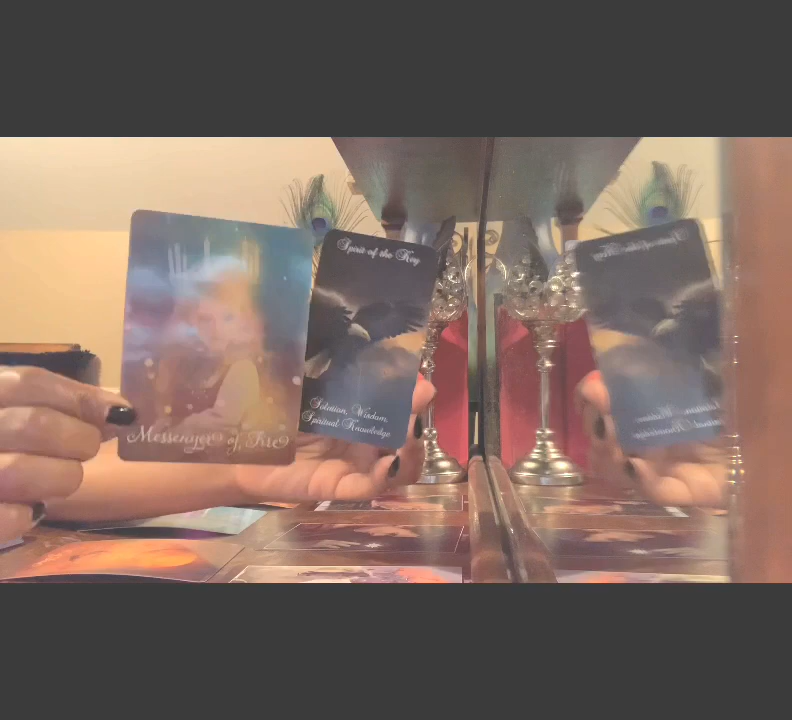 Messenger of Fire
Spirit of the Key
Solution, Wisdom,
Spiritual Knowledge